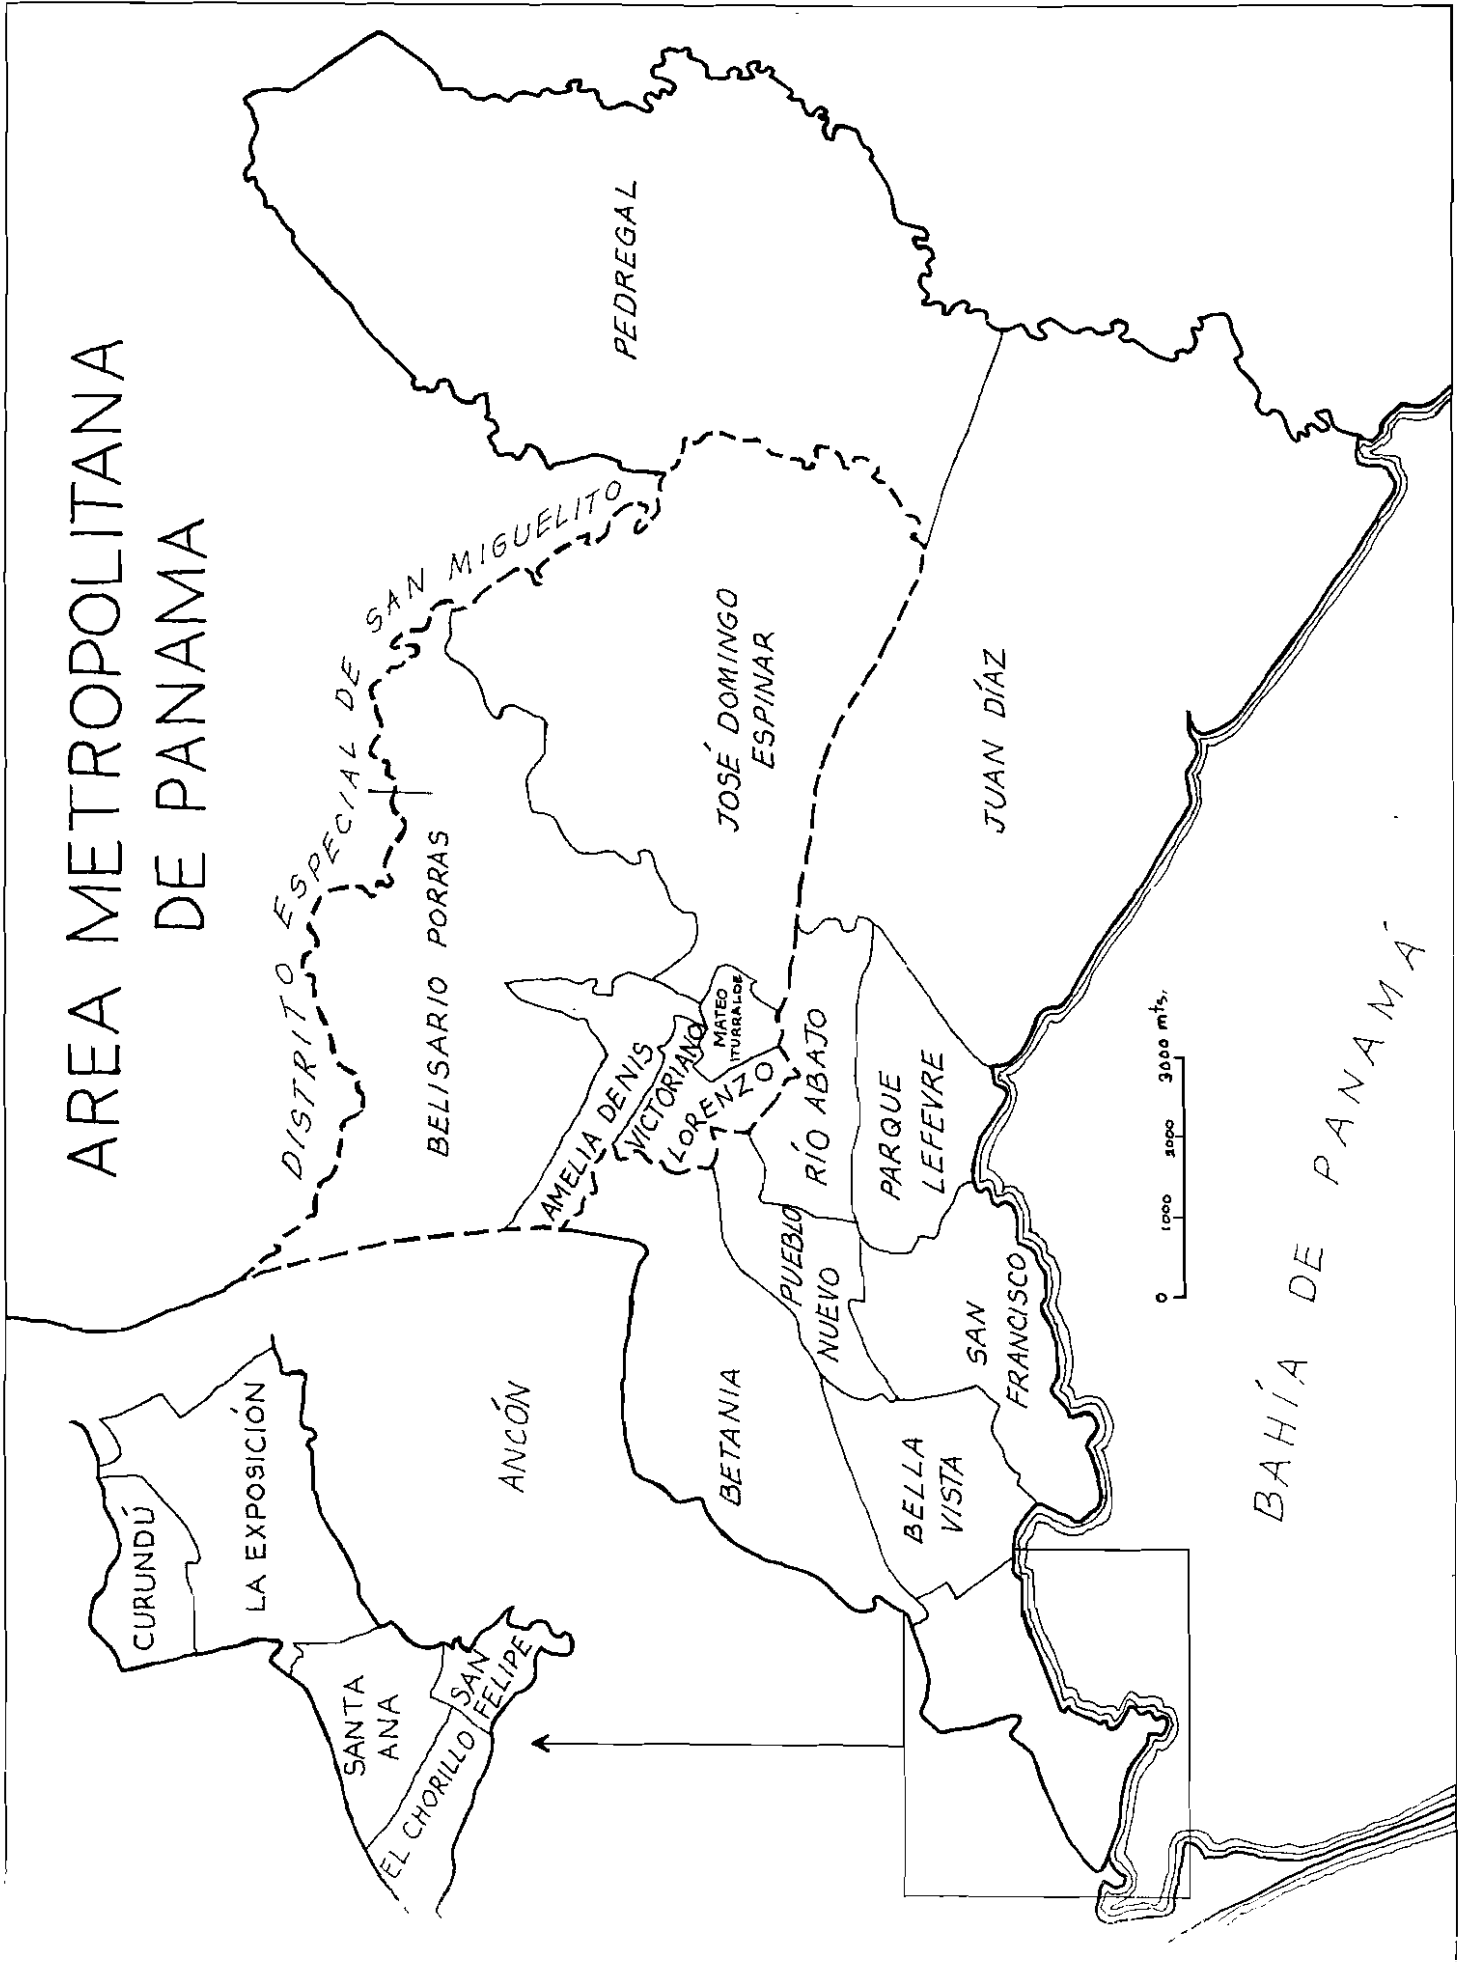 AREA METROPOLITANA
DE PANAMA
DISTRITO ESPECIAL DE SAN MIGUELITO
CURUNDÚ
LA EXPOSICIÓN
SANTA
ANA
EL CHORILLO
SAN
FELIPE
ANCÓN
BELISARIO PORRAS
AMELIA DENIS
VICTORIANO
LORENZO
MATEO
ITURRALDE
JOSÉ DOMINGO
ESPINAR
PEDREGAL
BETANIA
PUEBLO
NUEVO
RÍO ABAJO
PARQUE
LEFEVRE
JUAN DÍAZ
BELLA
VISTA
SAN
FRANCISCO
0 1000 2000 3000 mts.
BAHÍA DE PANAMÁ